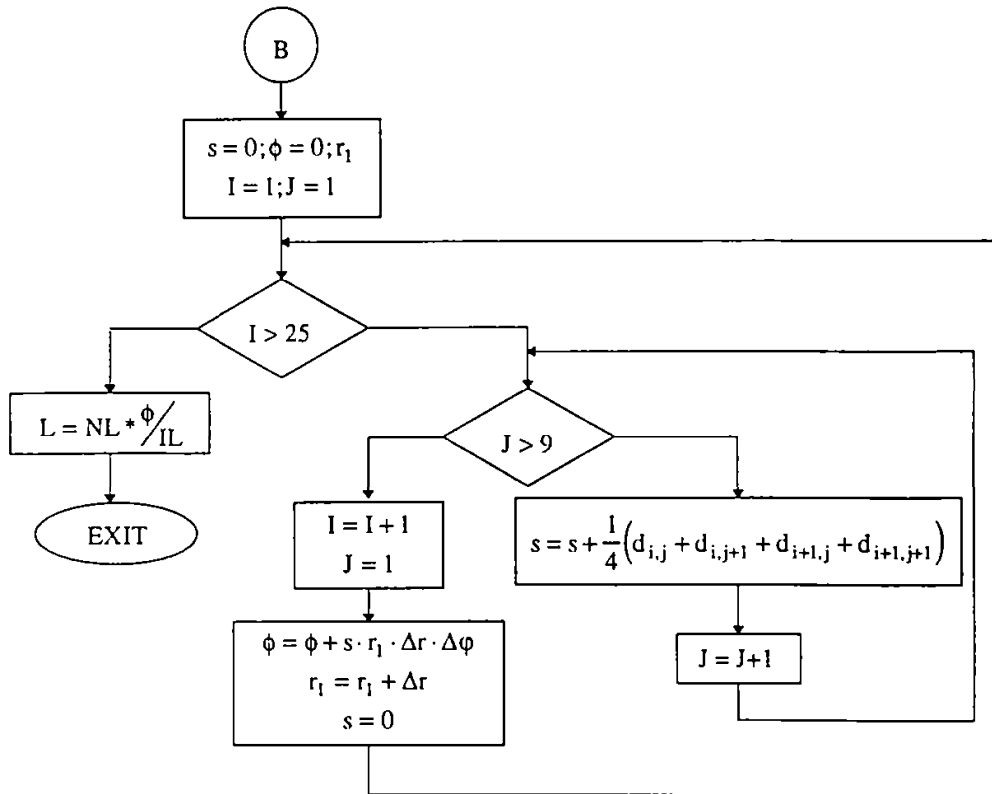 B
s = 0; ϕ = 0; r₁
I = 1; J = 1
I > 25
L = NL * ϕ/IL
EXIT
J > 9
I = I + 1
J = 1
s = s + 1/4 (d_{i,j} + d_{i,j+1} + d_{i+1,j} + d_{i+1,j+1})
ϕ = ϕ + s · r₁ · Δr · Δφ
r₁ = r₁ + Δr
s = 0
J = J+1